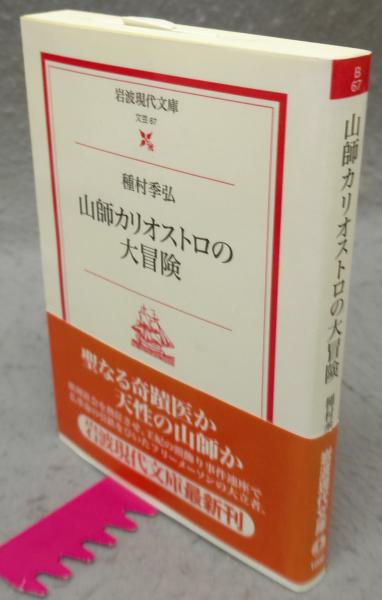 岩波現代文庫
文芸 67
種村季弘
山師カリオストロの
大冒険
聖なる奇蹟医か
天性の山師か
岩波現代文庫最新刊
B
67
山師カリオストロの大冒険
種村季
岩波現代文庫